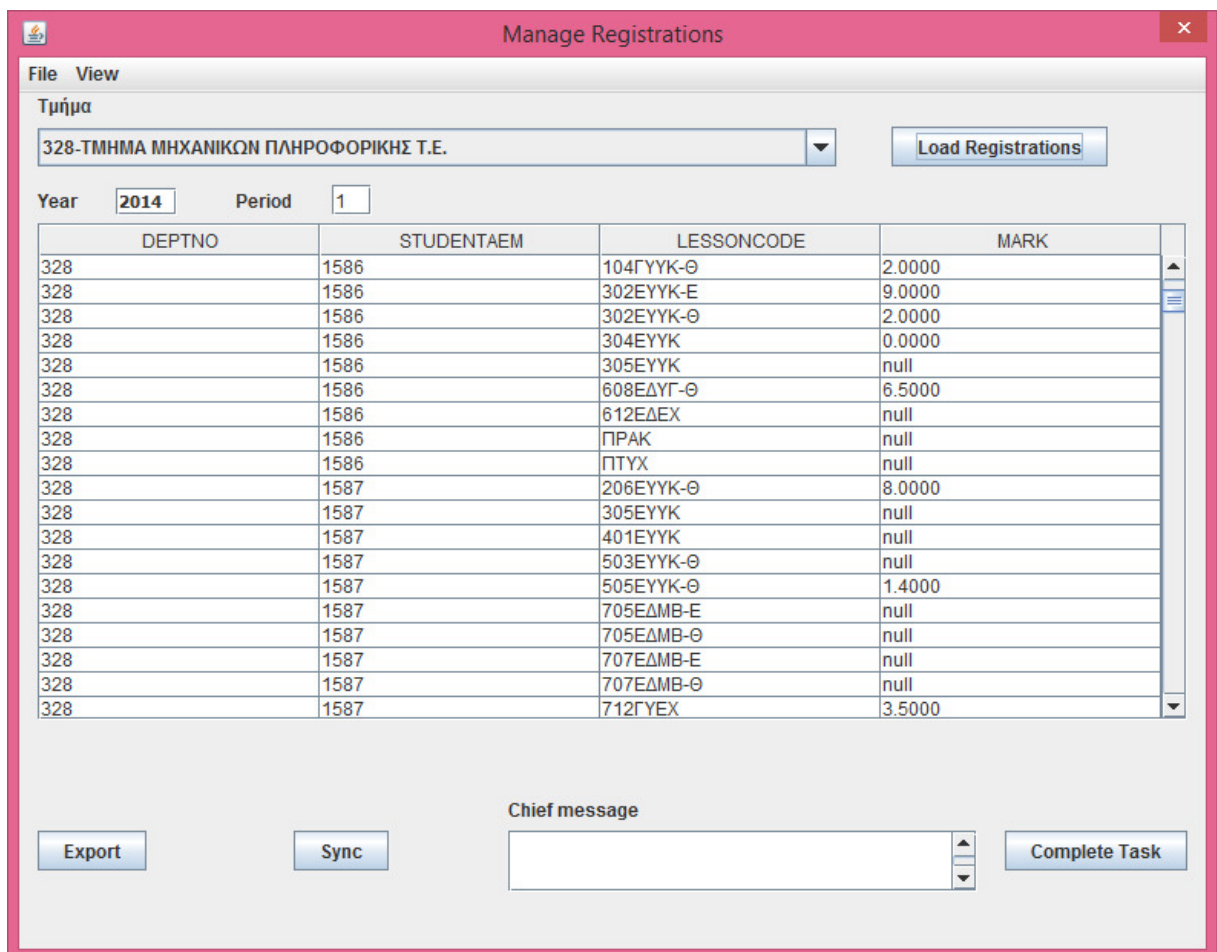 Manage Registrations
File View
Τμήμα
328-ΤΜΗΜΑ ΜΗΧΑΝΙΚΩΝ ΠΛΗΡΟΦΟΡΙΚΗΣ Τ.Ε. Load Registrations
Year 2014 Period 1
DEPTNO STUDENTAEM LESSONCODE MARK
328 1586 104ΓΥΥΚ-Θ 2.0000
328 1586 302ΕΥΥΚ-Ε 9.0000
328 1586 302ΕΥΥΚ-Θ 2.0000
328 1586 304ΕΥΥΚ 0.0000
328 1586 305ΕΥΥΚ null
328 1586 608ΕΔΥΓ-Θ 6.5000
328 1586 612ΕΔΕΧ null
328 1586 ΠΡΑΚ null
328 1586 ΠΤΥΧ null
328 1587 206ΕΥΥΚ-Θ 8.0000
328 1587 305ΕΥΥΚ null
328 1587 401ΕΥΥΚ null
328 1587 503ΕΥΥΚ-Θ null
328 1587 505ΕΥΥΚ-Θ 1.4000
328 1587 705ΕΔΜΒ-Ε null
328 1587 705ΕΔΜΒ-Θ null
328 1587 707ΕΔΜΒ-Ε null
328 1587 707ΕΔΜΒ-Θ null
328 1587 712ΓΥΕΧ 3.5000
Chief message
Export Sync Complete Task